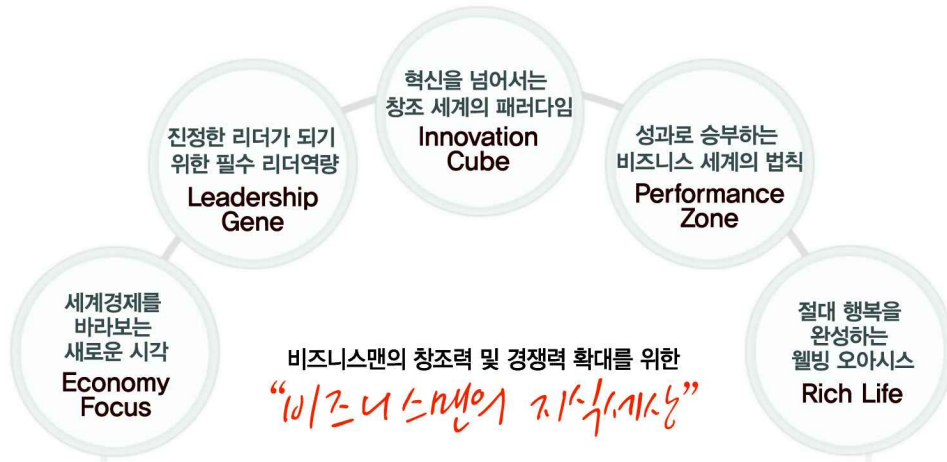 혁신을 넘어서는
창조 세계의 패러다임
Innovation
Cube
진정한 리더가 되기
위한 필수 리더역량
Leadership
Gene
성과로 승부하는
비즈니스 세계의 법칙
Performance
Zone
세계경제를
바라보는
새로운 시각
Economy
Focus
절대 행복을
완성하는
웰빙 오아시스
Rich Life
비즈니스맨의 창조력 및 경쟁력 확대를 위한
“비즈니스맨의 지식세상”